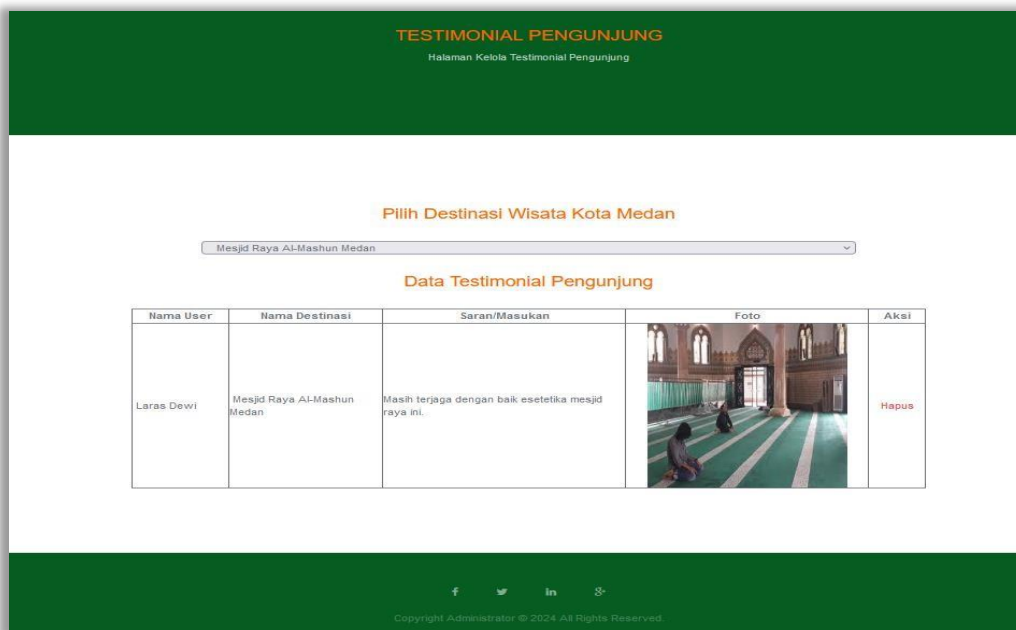 TESTIMONIAL PENGUNJUNG
Halaman Kelola Testimonial Pengunjung
Pilih Destinasi Wisata Kota Medan
Mesjid Raya Al-Mashun Medan
Data Testimonial Pengunjung
Nama User Nama Destinasi Saran/Masukan Foto Aksi
Laras Dewi
Mesjid Raya Al-Mashun
Medan
Masih terjaga dengan baik esetetika mesjid
raya ini.
Hapus
Copyright Administrator © 2024 All Rights Reserved.